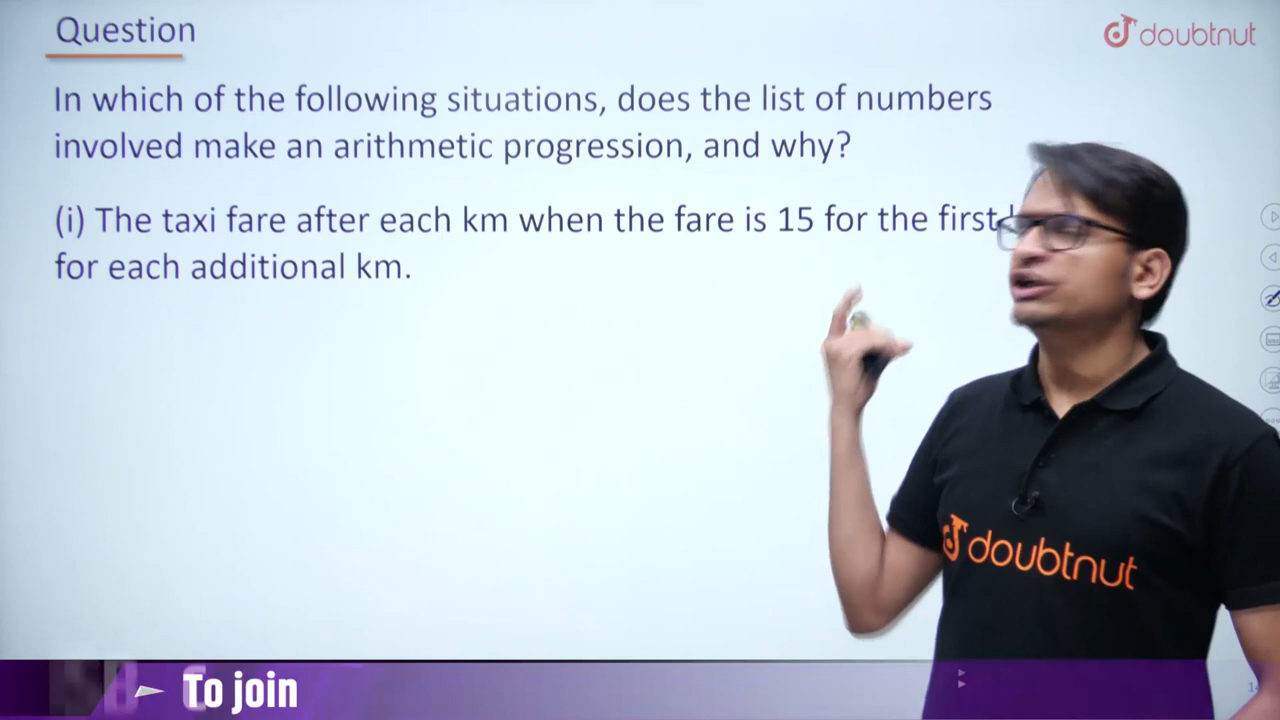 Question
doubtnut
In which of the following situations, does the list of numbers
involved make an arithmetic progression, and why?
(i) The taxi fare after each km when the fare is 15 for the first
for each additional km.
doubtnut
To join